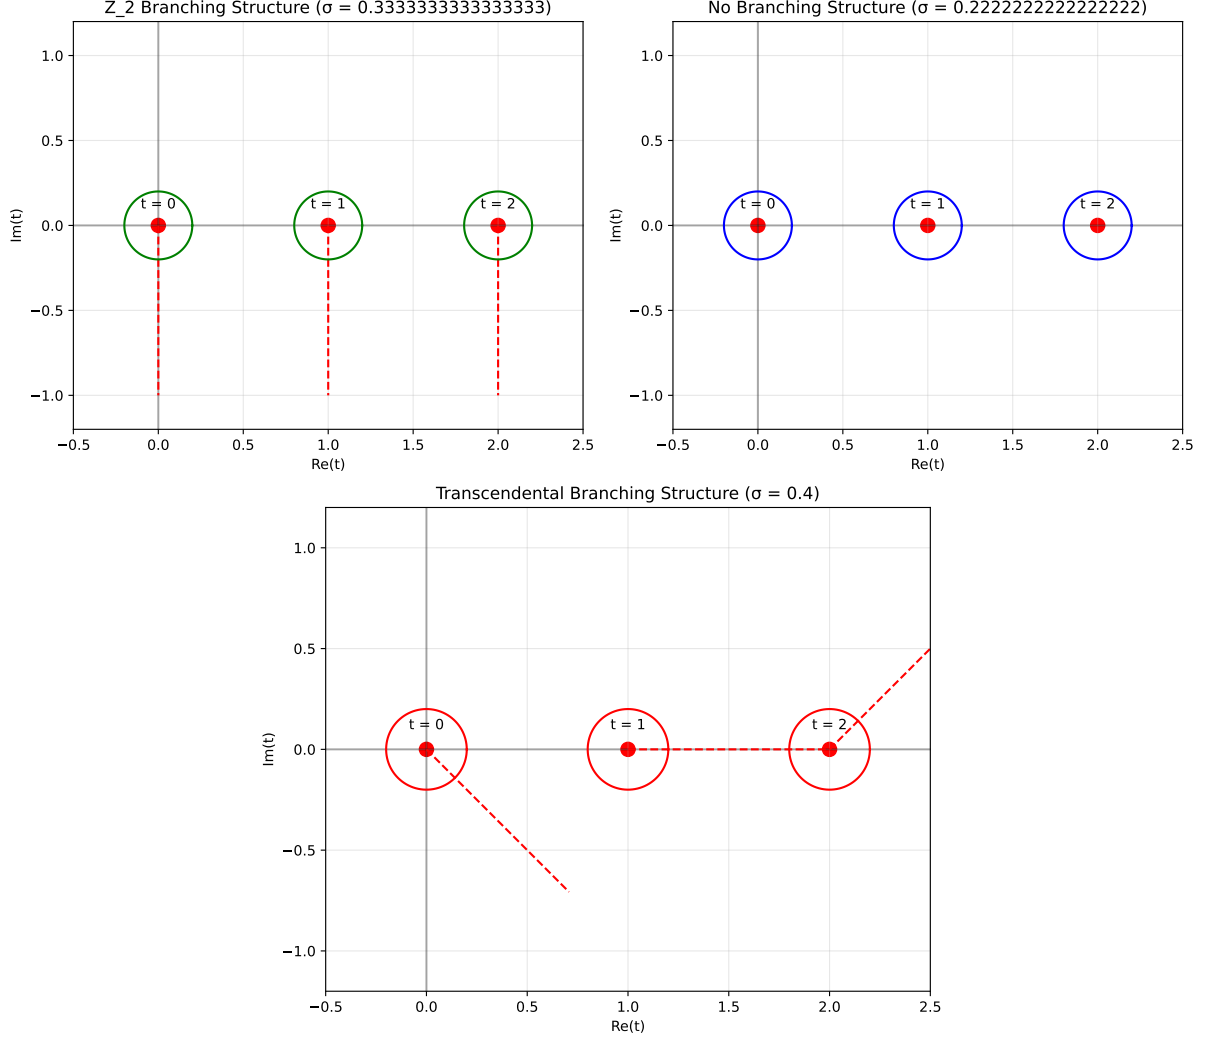 Z_2 Branching Structure (σ = 0.3333333333333333)
1.0
0.5
0.0
−0.5
−1.0
Im(t)
t = 0
t = 1
t = 2
−0.5
0.0
0.5
1.0
1.5
2.0
2.5
Re(t)
No Branching Structure (σ = 0.2222222222222222)
1.0
0.5
0.0
−0.5
−1.0
Im(t)
t = 0
t = 1
t = 2
−0.5
0.0
0.5
1.0
1.5
2.0
2.5
Re(t)
Transcendental Branching Structure (σ = 0.4)
1.0
0.5
0.0
−0.5
−1.0
Im(t)
t = 0
t = 1
t = 2
−0.5
0.0
0.5
1.0
1.5
2.0
2.5
Re(t)